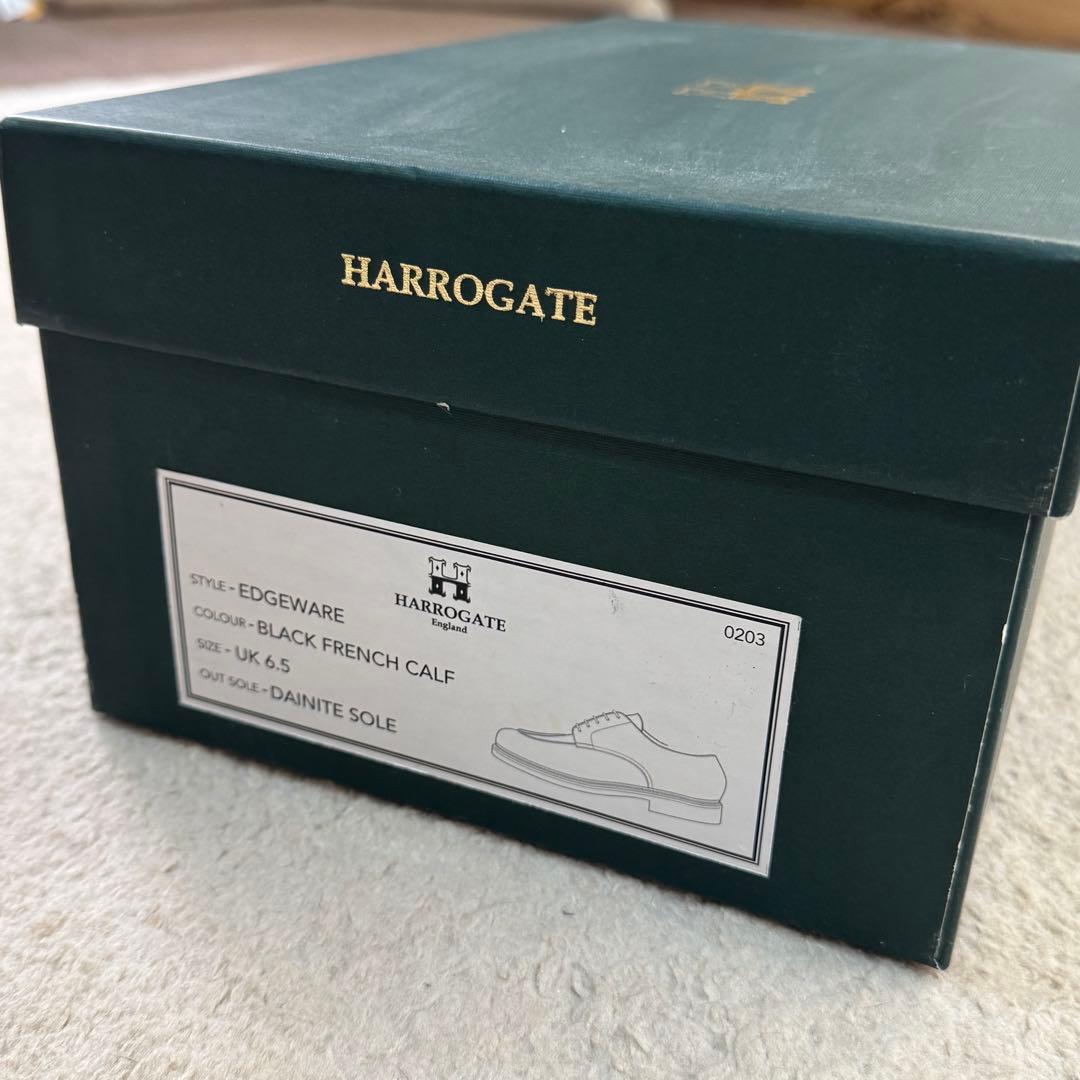 HARROGATE
HARROGATE
England
0203
STYLE - EDGEWARE
COLOUR - BLACK FRENCH CALF
SIZE - UK 6.5
OUT SOLE - DAINITE SOLE